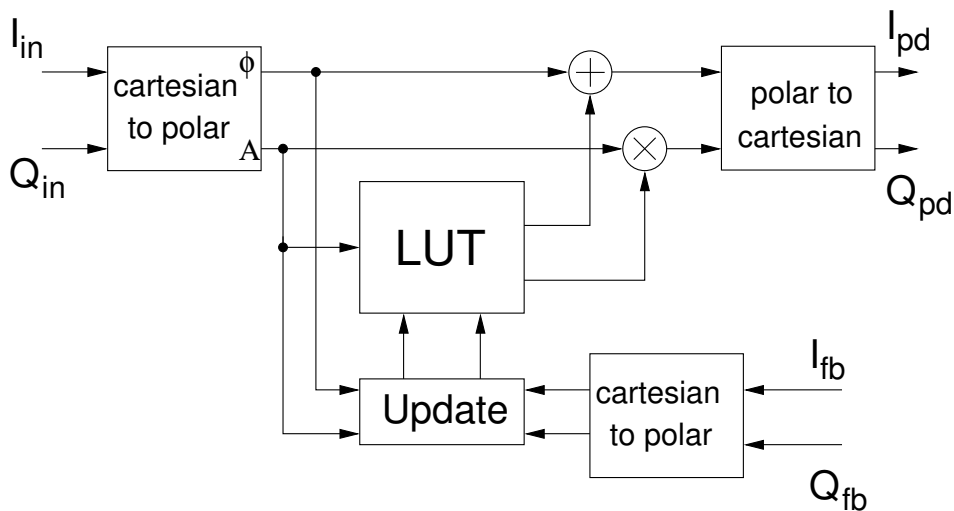 I_in
Q_in
cartesian
to polar
ϕ
A
+
×
polar to
cartesian
I_pd
Q_pd
LUT
Update
cartesian
to polar
I_fb
Q_fb